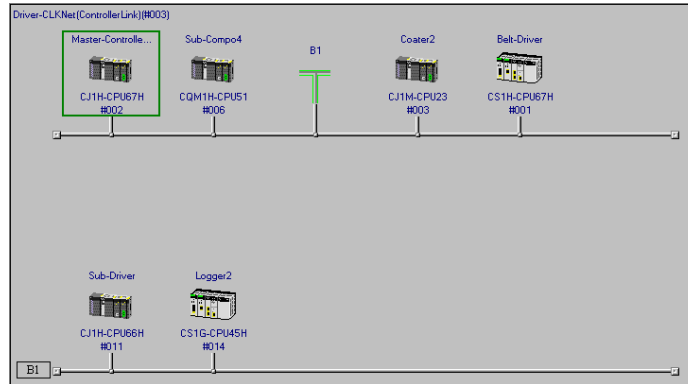 Driver-CLKNet(ControllerLink)(#003)
Master-Controlle... Sub-Compo4 B1 Coater2 Belt-Driver
CJ1H-CPU67H CQM1H-CPU51 CJ1M-CPU23 CS1H-CPU67H
#002 #006 #003 #001
Sub-Driver Logger2
CJ1H-CPU66H CS1G-CPU45H
#011 #014
B1